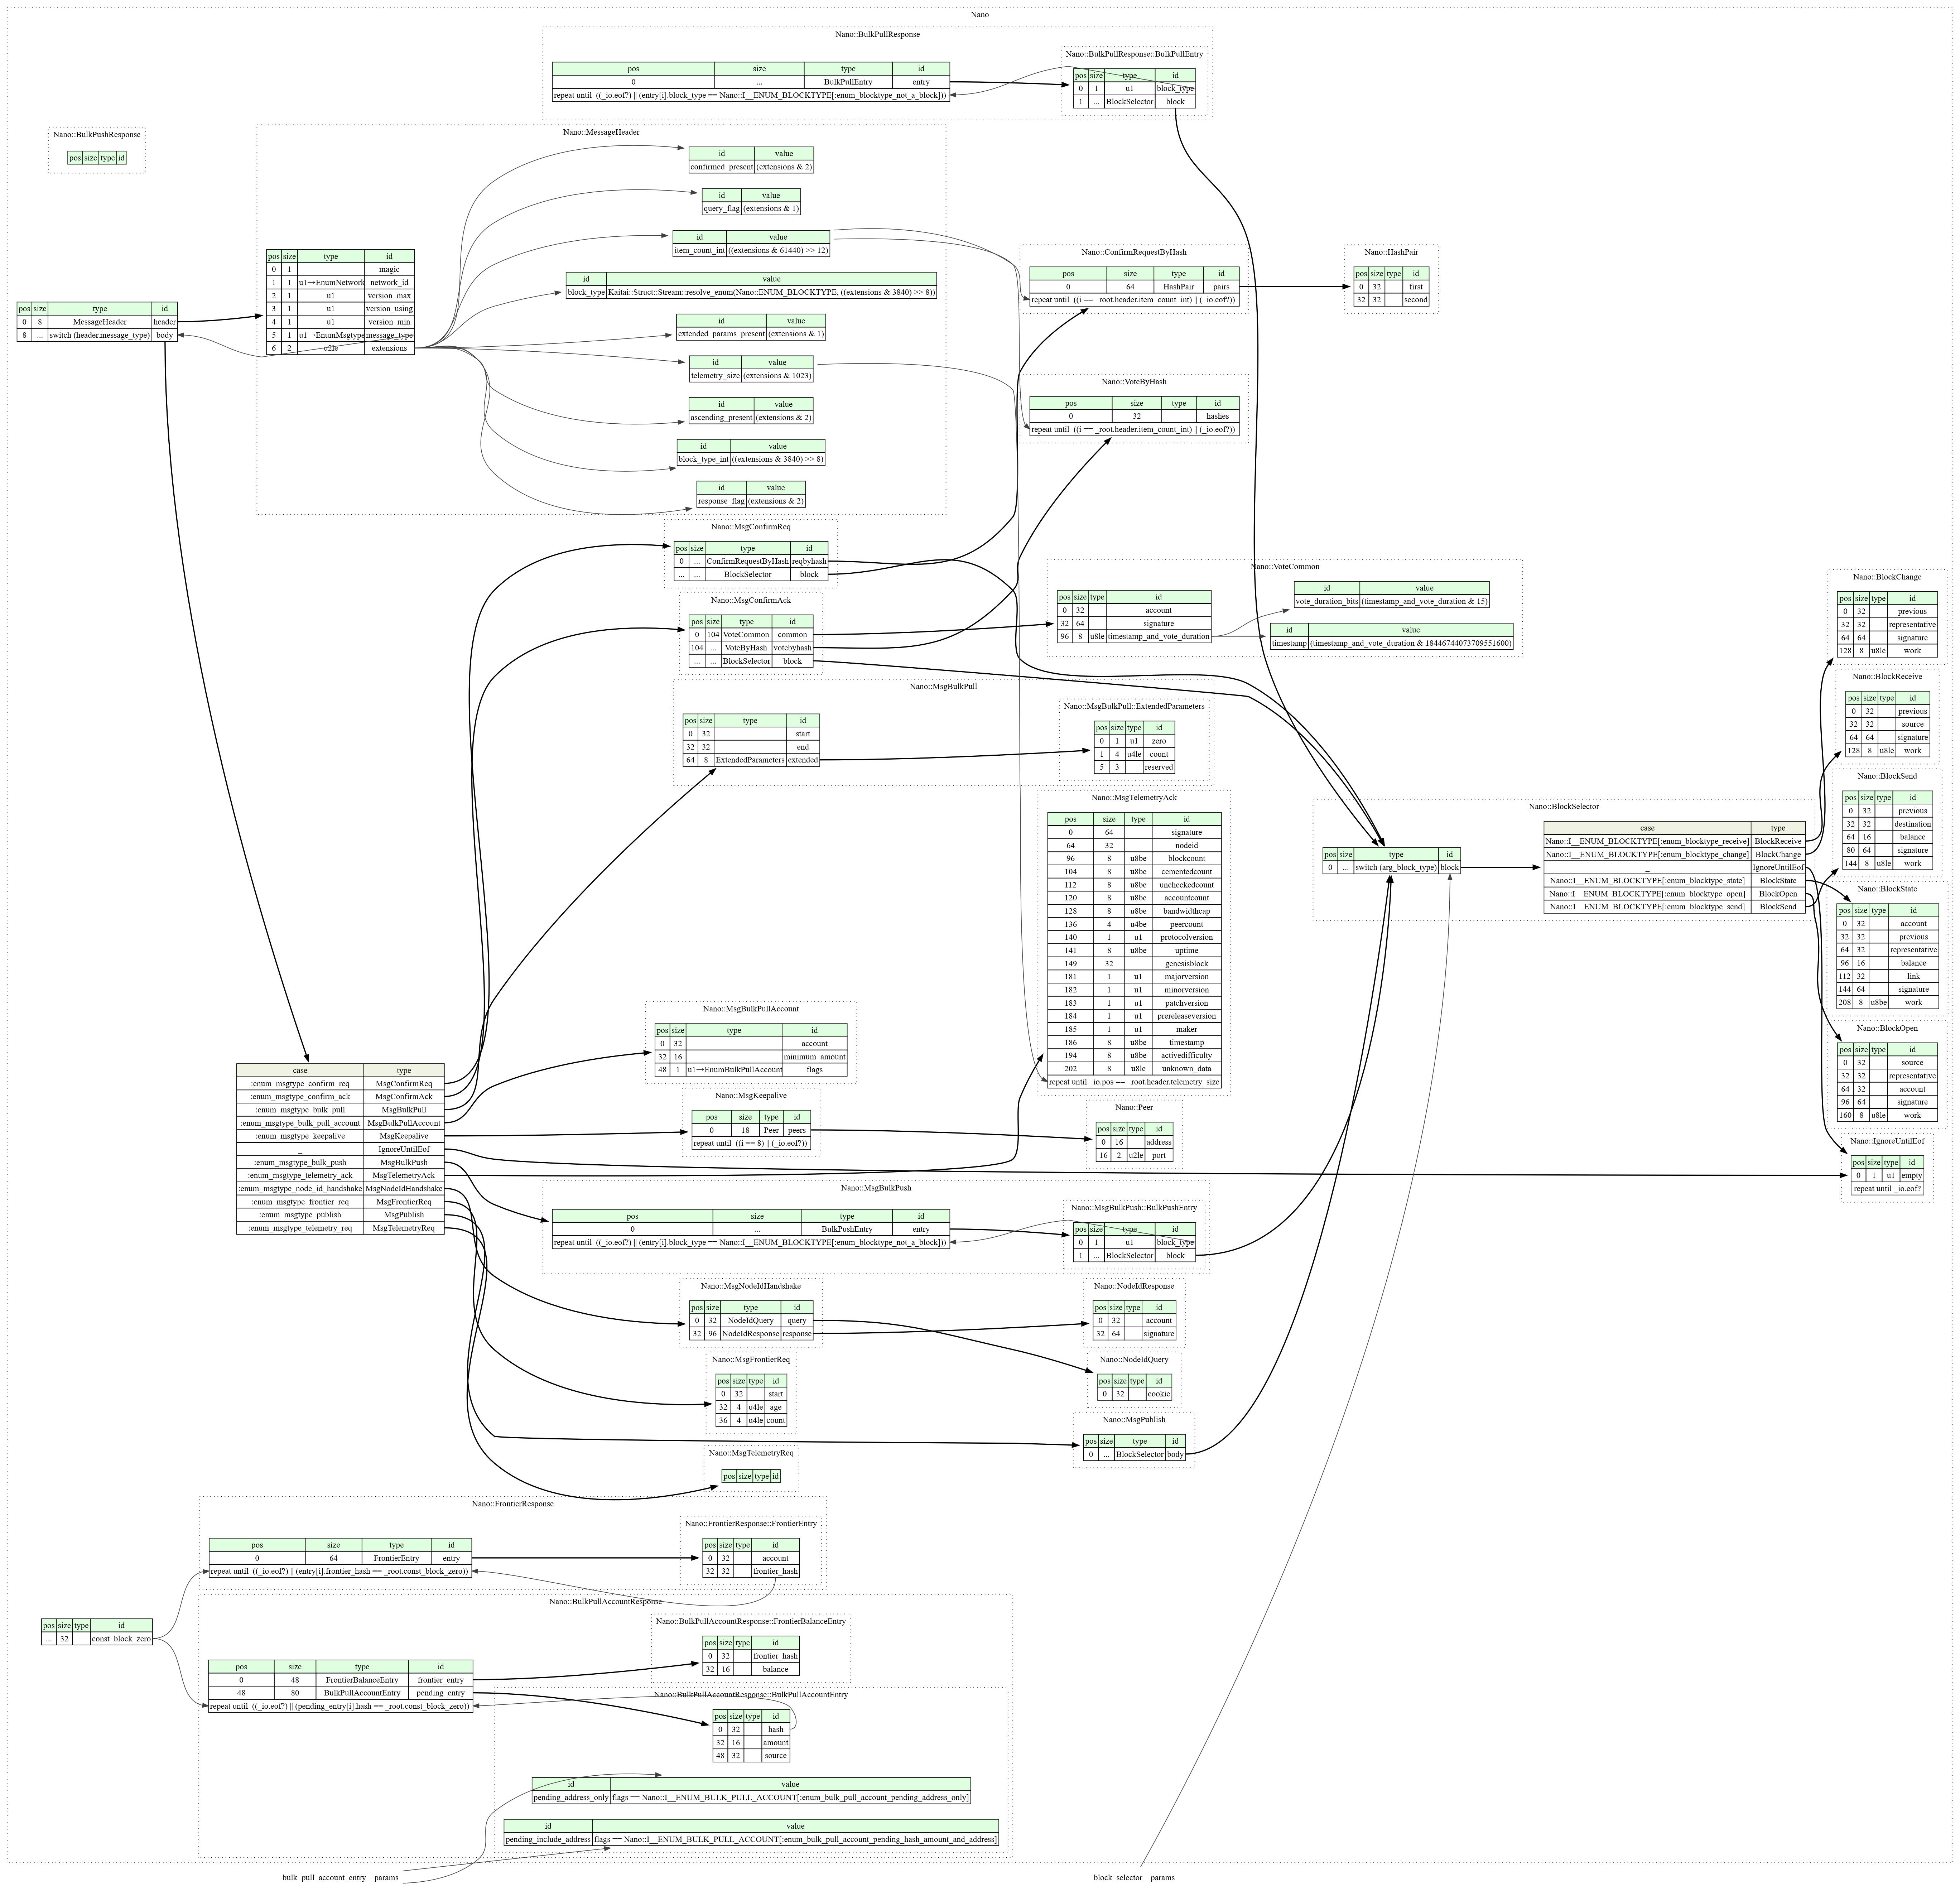 Nano
Nano::BulkPullResponse
pos size type id
0 ... BulkPullEntry entry
repeat until ((_io.eof?) || (entry[i].block_type == Nano::I__ENUM_BLOCKTYPE[:enum_blocktype_not_a_block]))
Nano::BulkPullResponse::BulkPullEntry
pos size type id
0 1 u1 block_type
1 ... BlockSelector block
Nano::BulkPushResponse
pos size type id
Nano::MessageHeader
pos size type id
0 1 magic
1 1 u1→EnumNetwork network_id
2 1 u1 version_max
3 1 u1 version_using
4 1 u1 version_min
5 1 u1→EnumMsgtype message_type
6 2 u2le extensions
id value
confirmed_present (extensions & 2)
id value
query_flag (extensions & 1)
id value
item_count_int ((extensions & 61440) >> 12)
id value
block_type Kaitai::Struct::Stream::resolve_enum(Nano::ENUM_BLOCKTYPE, ((extensions & 3840) >> 8))
id value
extended_params_present (extensions & 1)
id value
telemetry_size (extensions & 1023)
id value
ascending_present (extensions & 2)
id value
block_type_int ((extensions & 3840) >> 8)
id value
response_flag (extensions & 2)
pos size type id
0 8 MessageHeader header
8 ... switch (header.message_type) body
Nano::ConfirmRequestByHash
pos size type id
0 64 HashPair pairs
repeat until ((i == _root.header.item_count_int) || (_io.eof?))
Nano::HashPair
pos size type id
0 32 first
32 32 second
Nano::VoteByHash
pos size type id
0 32 hashes
repeat until ((i == _root.header.item_count_int) || (_io.eof?))
Nano::MsgConfirmReq
pos size type id
0 ... ConfirmRequestByHash reqbyhash
... ... BlockSelector block
Nano::MsgConfirmAck
pos size type id
0 104 VoteCommon common
104 ... VoteByHash votebyhash
... ... BlockSelector block
Nano::VoteCommon
pos size type id
0 32 account
32 64 signature
96 8 u8le timestamp_and_vote_duration
id value
vote_duration_bits (timestamp_and_vote_duration & 15)
id value
timestamp (timestamp_and_vote_duration & 18446744073709551600)
Nano::BlockChange
pos size type id
0 32 previous
32 32 representative
64 64 signature
128 8 u8le work
Nano::BlockReceive
pos size type id
0 32 previous
32 32 source
64 64 signature
128 8 u8le work
Nano::MsgBulkPull
pos size type id
0 32 start
32 32 end
64 8 ExtendedParameters extended
Nano::MsgBulkPull::ExtendedParameters
pos size type id
0 1 u1 zero
1 4 u4le count
5 3 reserved
Nano::BlockSend
pos size type id
0 32 previous
32 32 destination
64 16 balance
80 64 signature
144 8 u8le work
Nano::MsgTelemetryAck
pos size type id
0 64 signature
64 32 nodeid
96 8 u8be blockcount
104 8 u8be cementedcount
112 8 u8be uncheckedcount
120 8 u8be accountcount
128 8 u8be bandwidthcap
136 4 u4be peercount
140 1 u1 protocolversion
141 8 u8be uptime
149 32 genesisblock
181 1 u1 majorversion
182 1 u1 minorversion
183 1 u1 patchversion
184 1 u1 prereleaseversion
185 1 u1 maker
186 8 u8be timestamp
194 8 u8be activedifficulty
202 8 u8le unknown_data
repeat until _io.pos == _root.header.telemetry_size
Nano::BlockSelector
pos size type id
0 ... switch (arg_block_type) block
case type
Nano::I__ENUM_BLOCKTYPE[:enum_blocktype_receive] BlockReceive
Nano::I__ENUM_BLOCKTYPE[:enum_blocktype_change] BlockChange
_ IgnoreUntilEof
Nano::I__ENUM_BLOCKTYPE[:enum_blocktype_state] BlockState
Nano::I__ENUM_BLOCKTYPE[:enum_blocktype_open] BlockOpen
Nano::I__ENUM_BLOCKTYPE[:enum_blocktype_send] BlockSend
Nano::BlockState
pos size type id
0 32 account
32 32 previous
64 32 representative
96 16 balance
112 32 link
144 64 signature
208 8 u8be work
Nano::BlockOpen
pos size type id
0 32 source
32 32 representative
64 32 account
96 64 signature
160 8 u8le work
Nano::IgnoreUntilEof
pos size type id
0 1 u1 empty
repeat until _io.eof?
Nano::MsgBulkPullAccount
pos size type id
0 32 account
32 16 minimum_amount
48 1 u1→EnumBulkPullAccount flags
case type
:enum_msgtype_confirm_req MsgConfirmReq
:enum_msgtype_confirm_ack MsgConfirmAck
:enum_msgtype_bulk_pull MsgBulkPull
:enum_msgtype_bulk_pull_account MsgBulkPullAccount
:enum_msgtype_keepalive MsgKeepalive
_ IgnoreUntilEof
:enum_msgtype_bulk_push MsgBulkPush
:enum_msgtype_telemetry_ack MsgTelemetryAck
:enum_msgtype_node_id_handshake MsgNodeIdHandshake
:enum_msgtype_frontier_req MsgFrontierReq
:enum_msgtype_publish MsgPublish
:enum_msgtype_telemetry_req MsgTelemetryReq
Nano::MsgKeepalive
pos size type id
0 18 Peer peers
repeat until ((i == 8) || (_io.eof?))
Nano::Peer
pos size type id
0 16 address
16 2 u2le port
Nano::MsgBulkPush
pos size type id
0 ... BulkPushEntry entry
repeat until ((_io.eof?) || (entry[i].block_type == Nano::I__ENUM_BLOCKTYPE[:enum_blocktype_not_a_block]))
Nano::MsgBulkPush::BulkPushEntry
pos size type id
0 1 u1 block_type
1 ... BlockSelector block
Nano::MsgNodeIdHandshake
pos size type id
0 32 NodeIdQuery query
32 96 NodeIdResponse response
Nano::NodeIdResponse
pos size type id
0 32 account
32 64 signature
Nano::MsgFrontierReq
pos size type id
0 32 start
32 4 u4le age
36 4 u4le count
Nano::NodeIdQuery
pos size type id
0 32 cookie
Nano::MsgPublish
pos size type id
0 ... BlockSelector body
Nano::MsgTelemetryReq
pos size type id
Nano::FrontierResponse
pos size type id
0 64 FrontierEntry entry
repeat until ((_io.eof?) || (entry[i].frontier_hash == _root.const_block_zero))
Nano::FrontierResponse::FrontierEntry
pos size type id
0 32 account
32 32 frontier_hash
pos size type id
... 32 const_block_zero
Nano::BulkPullAccountResponse
pos size type id
0 48 FrontierBalanceEntry frontier_entry
48 80 BulkPullAccountEntry pending_entry
repeat until ((_io.eof?) || (pending_entry[i].hash == _root.const_block_zero))
Nano::BulkPullAccountResponse::FrontierBalanceEntry
pos size type id
0 32 frontier_hash
32 16 balance
Nano::BulkPullAccountResponse::BulkPullAccountEntry
pos size type id
0 32 hash
32 16 amount
48 32 source
id value
pending_address_only flags == Nano::I__ENUM_BULK_PULL_ACCOUNT[:enum_bulk_pull_account_pending_address_only]
id value
pending_include_address flags == Nano::I__ENUM_BULK_PULL_ACCOUNT[:enum_bulk_pull_account_pending_hash_amount_and_address]
bulk_pull_account_entry__params
block_selector__params